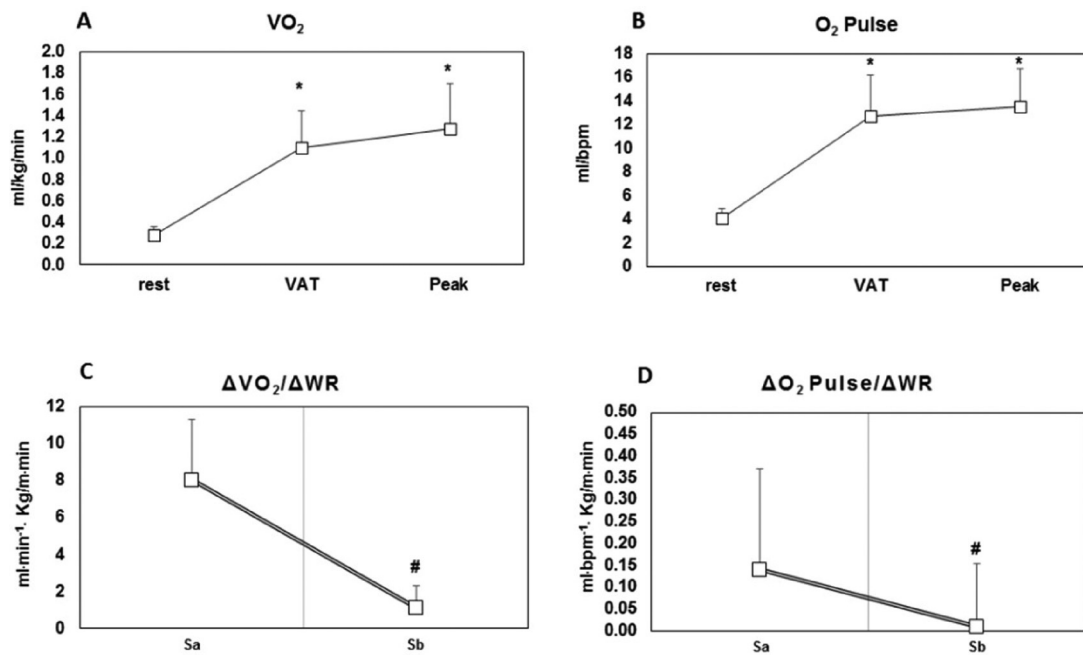 A
VO₂
ml/kg/min
2.0
1.8
1.6
1.4
1.2
1.0
0.8
0.6
0.4
0.2
0.0
*
*
rest VAT Peak
B
O₂ Pulse
ml/bpm
18
16
14
12
10
8
6
4
2
0
*
*
rest VAT Peak
C
ΔVO₂/ΔWR
ml·min⁻¹· Kg/m·min
12
10
8
6
4
2
0
#
Sa Sb
D
ΔO₂ Pulse/ΔWR
ml·bpm⁻¹· Kg/m·min
0.50
0.45
0.40
0.35
0.30
0.25
0.20
0.15
0.10
0.05
0.00
#
Sa Sb